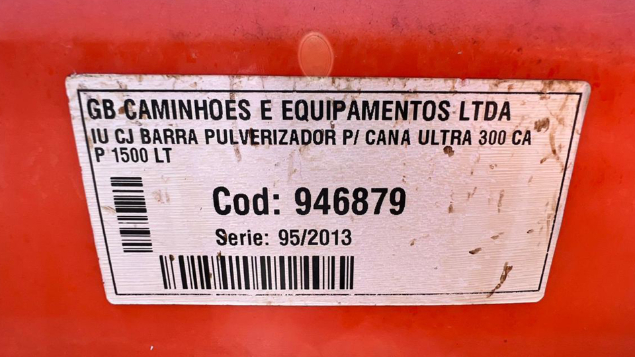 GB CAMINHOES E EQUIPAMENTOS LTDA
IU CJ BARRA PULVERIZADOR P/ CANA ULTRA 300 CA
P 1500 LT
Cod: 946879
Serie: 95/2013